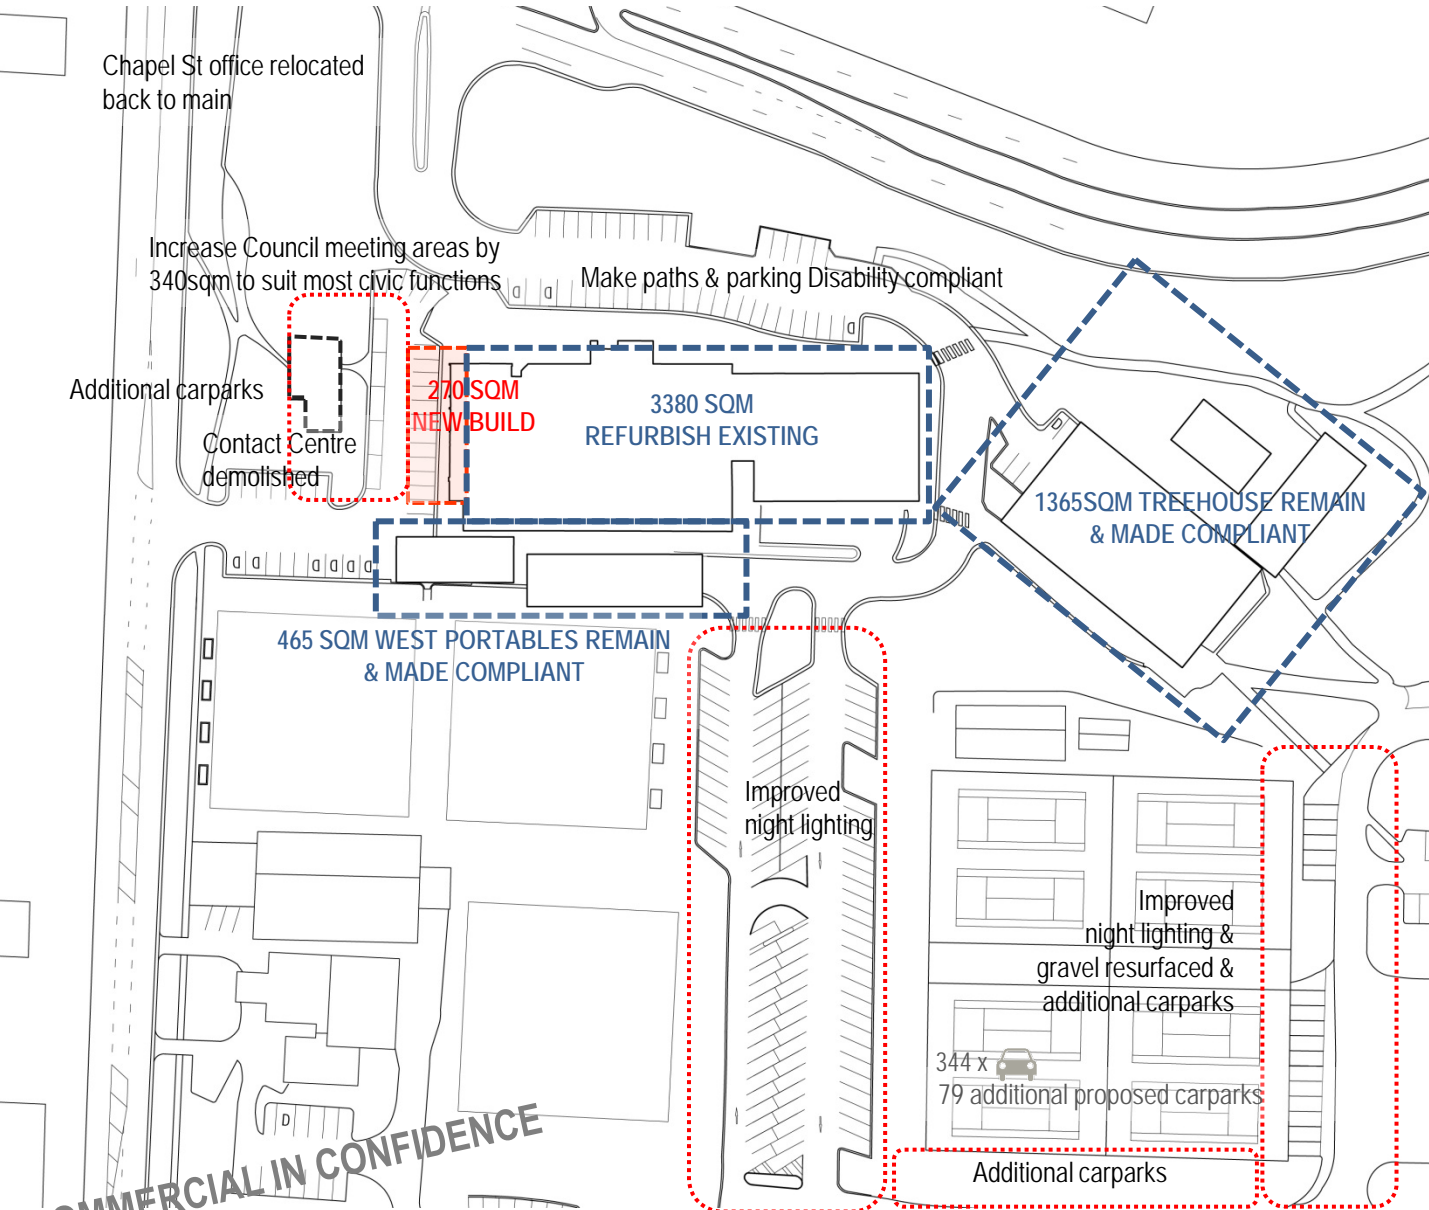 Chapel St office relocated
back to main
Increase Council meeting areas by
340sqm to suit most civic functions
Make paths & parking Disability compliant
Additional carparks
Contact Centre
demolished
270 SQM
NEW BUILD
3380 SQM
REFURBISH EXISTING
1365SQM TREEHOUSE REMAIN
& MADE COMPLIANT
465 SQM WEST PORTABLES REMAIN
& MADE COMPLIANT
Improved
night lighting
Improved
night lighting &
gravel resurfaced &
additional carparks
344 x
79 additional proposed carparks
Additional carparks
D
D
D
D
D
D
D
D
D
D
D
D
OMMERCIAL IN CONFIDENCE